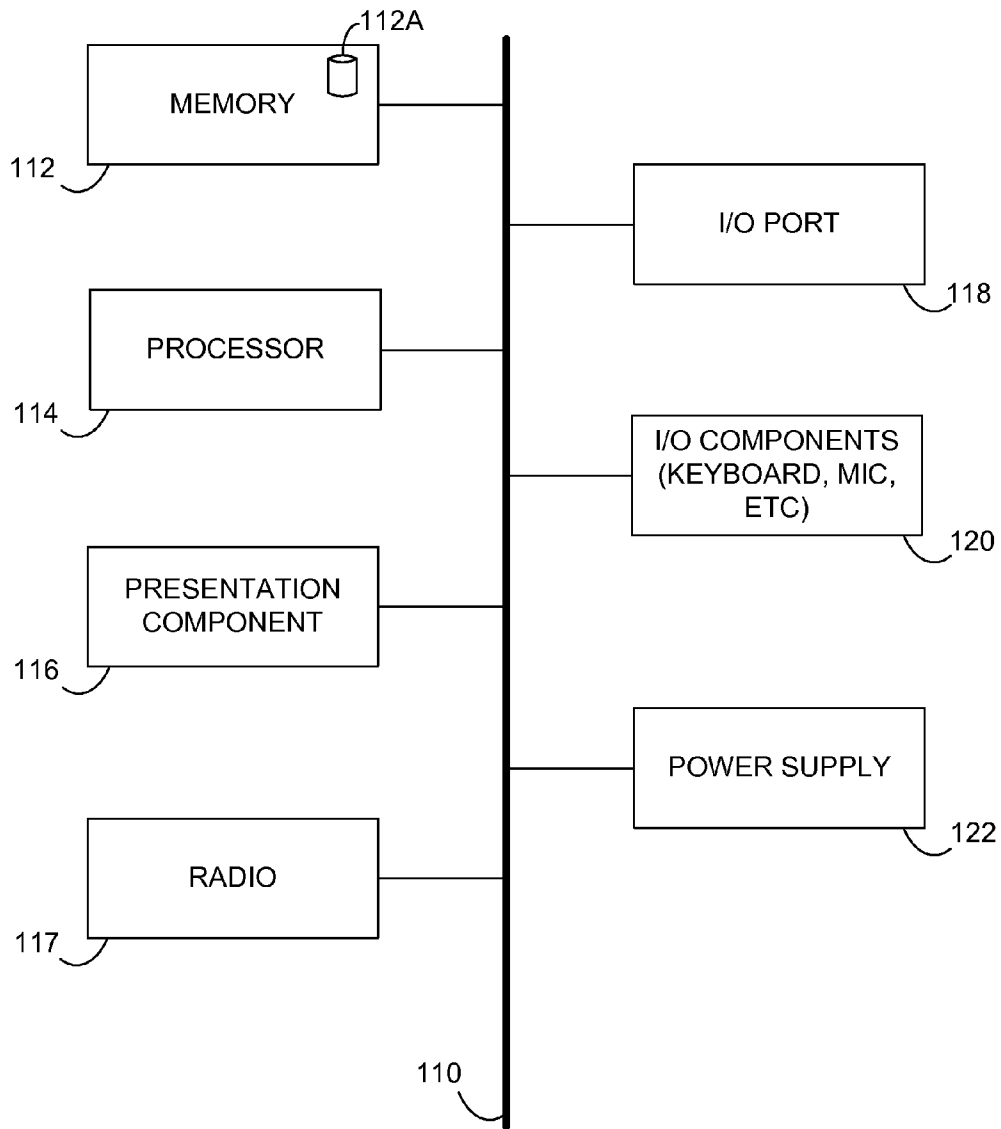 112A
MEMORY
112
I/O PORT
118
PROCESSOR
114
I/O COMPONENTS
(KEYBOARD, MIC,
ETC)
120
PRESENTATION
COMPONENT
116
POWER SUPPLY
122
RADIO
117
110